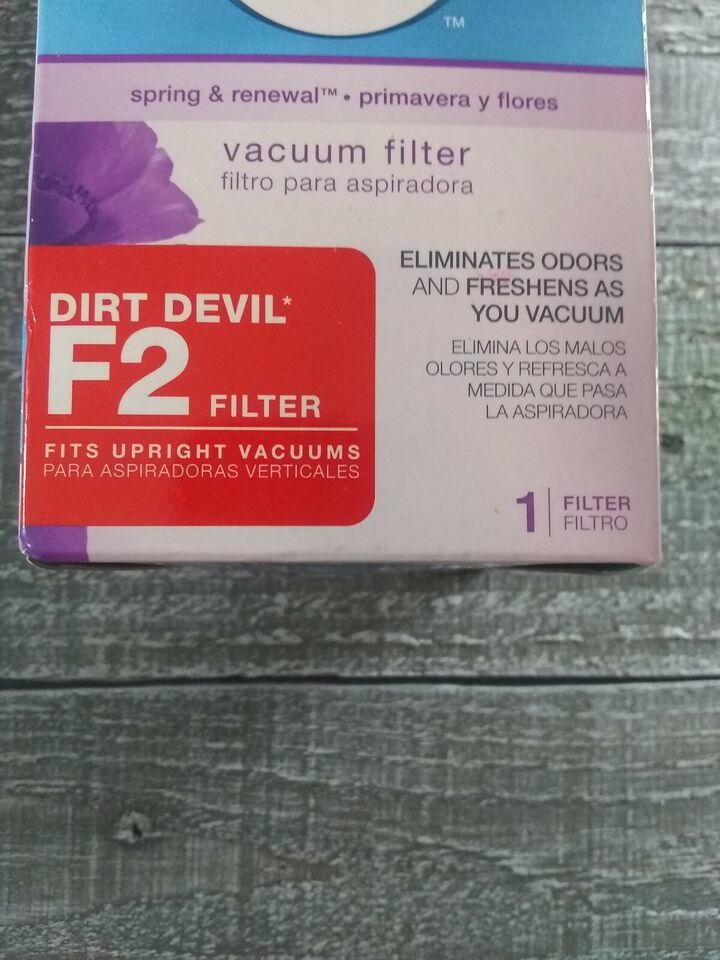 ™
spring & renewal™ • primavera y flores
vacuum filter
filtro para aspiradora
DIRT DEVIL*
F2 FILTER
FITS UPRIGHT VACUUMS
PARA ASPIRADORAS VERTICALES
ELIMINATES ODORS
AND FRESHENS AS
YOU VACUUM
ELIMINA LOS MALOS
OLORES Y REFRESCA A
MEDIDA QUE PASA
LA ASPIRADORA
1 FILTER
FILTRO